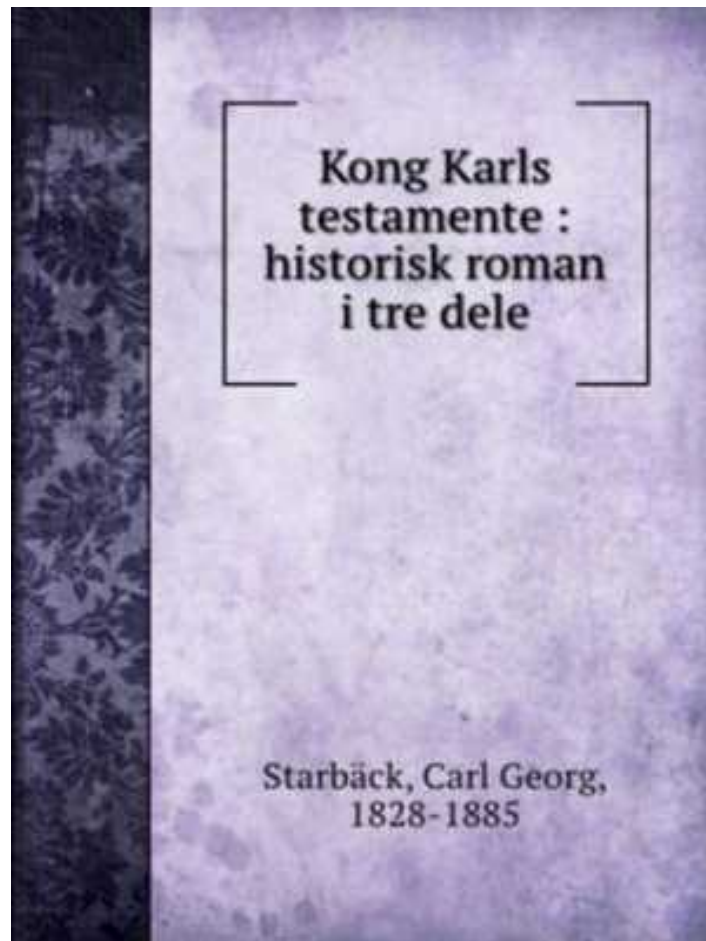 Kong Karls
testamente :
historisk roman
i tre dele
Starbäck, Carl Georg,
1828-1885